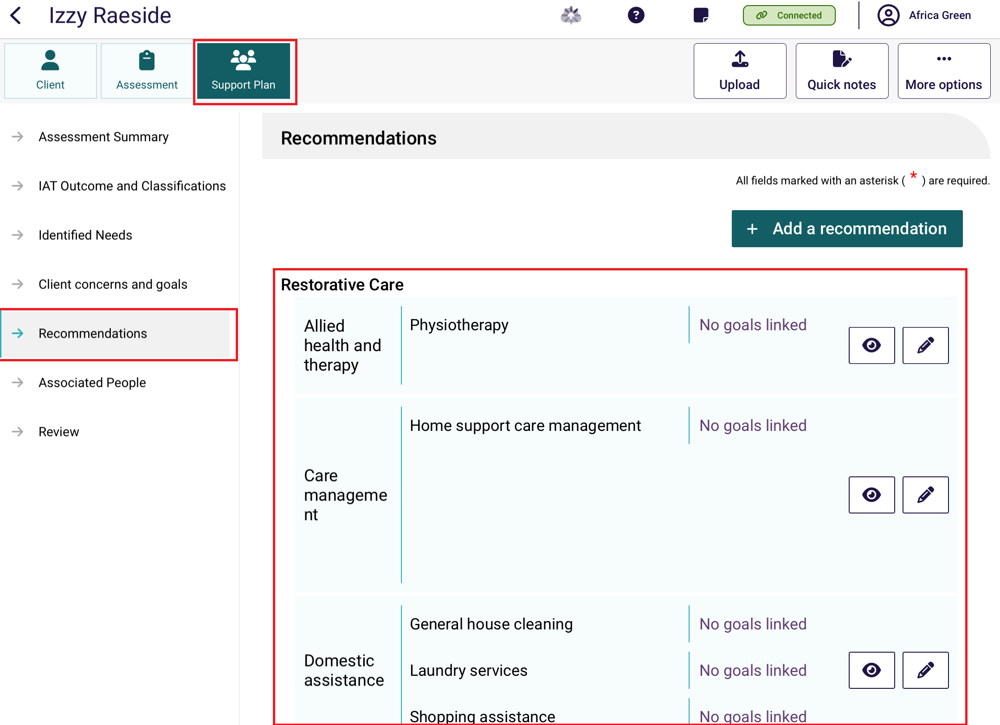 Izzy Raeside
?
Connected
Africa Green
Client
Assessment
Support Plan
Upload
Quick notes
More options
Assessment Summary
IAT Outcome and Classifications
Identified Needs
Client concerns and goals
Recommendations
Associated People
Review
Recommendations
All fields marked with an asterisk ( * ) are required.
+ Add a recommendation
Restorative Care
Allied
health and
therapy
Physiotherapy
No goals linked
Care
manageme
nt
Home support care management
No goals linked
Domestic
assistance
General house cleaning
No goals linked
Laundry services
No goals linked
Shopping assistance
No goals linked